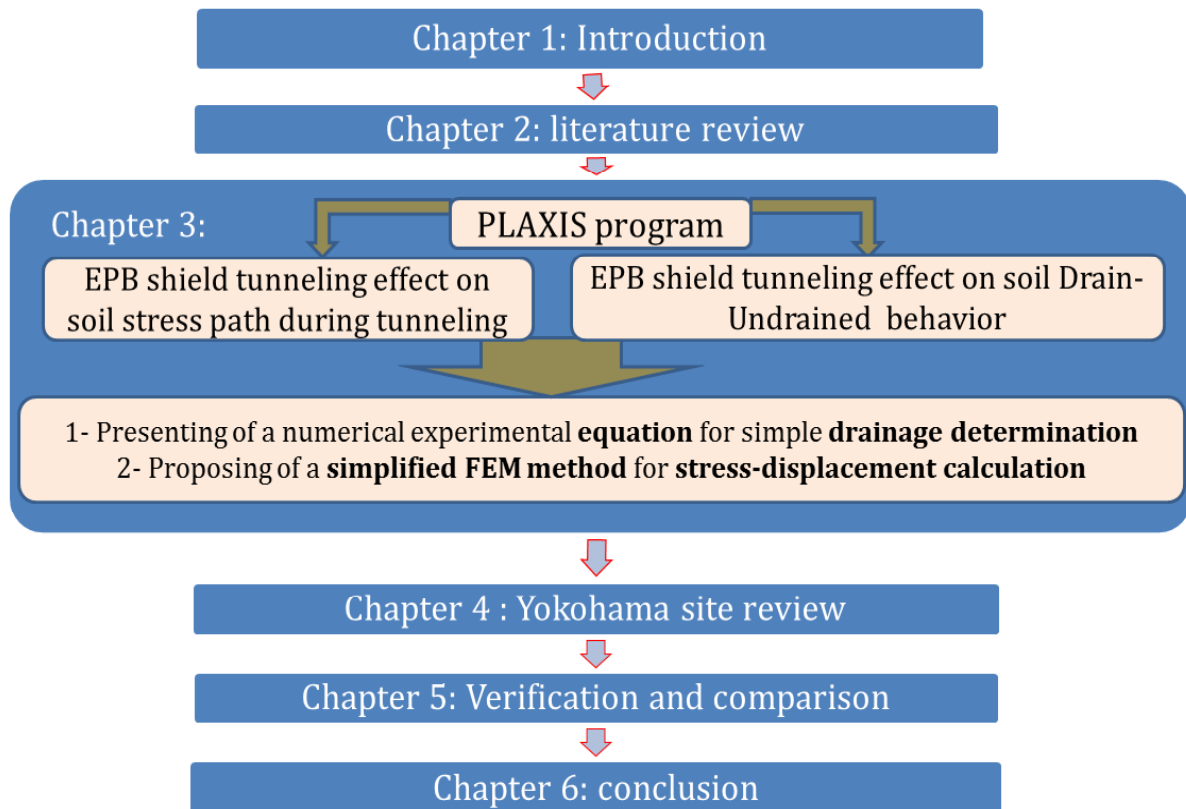 Chapter 1: Introduction
Chapter 2: literature review
Chapter 3:
PLAXIS program
EPB shield tunneling effect on
soil stress path during tunneling
EPB shield tunneling effect on soil Drain-
Undrained behavior
1- Presenting of a numerical experimental equation for simple drainage determination
2- Proposing of a simplified FEM method for stress-displacement calculation
Chapter 4 : Yokohama site review
Chapter 5: Verification and comparison
Chapter 6: conclusion